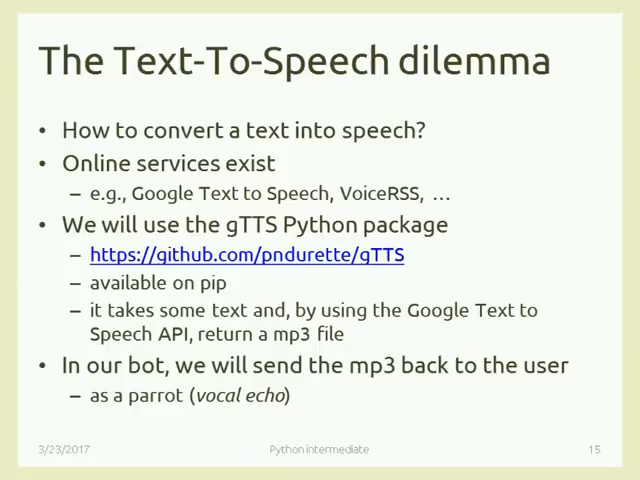 The Text-To-Speech dilemma
• How to convert a text into speech?
• Online services exist
– e.g., Google Text to Speech, VoiceRSS, …
• We will use the gTTS Python package
– https://github.com/pndurette/gTTS
– available on pip
– it takes some text and, by using the Google Text to
Speech API, return a mp3 file
• In our bot, we will send the mp3 back to the user
– as a parrot (vocal echo)
3/23/2017 Python intermediate 15